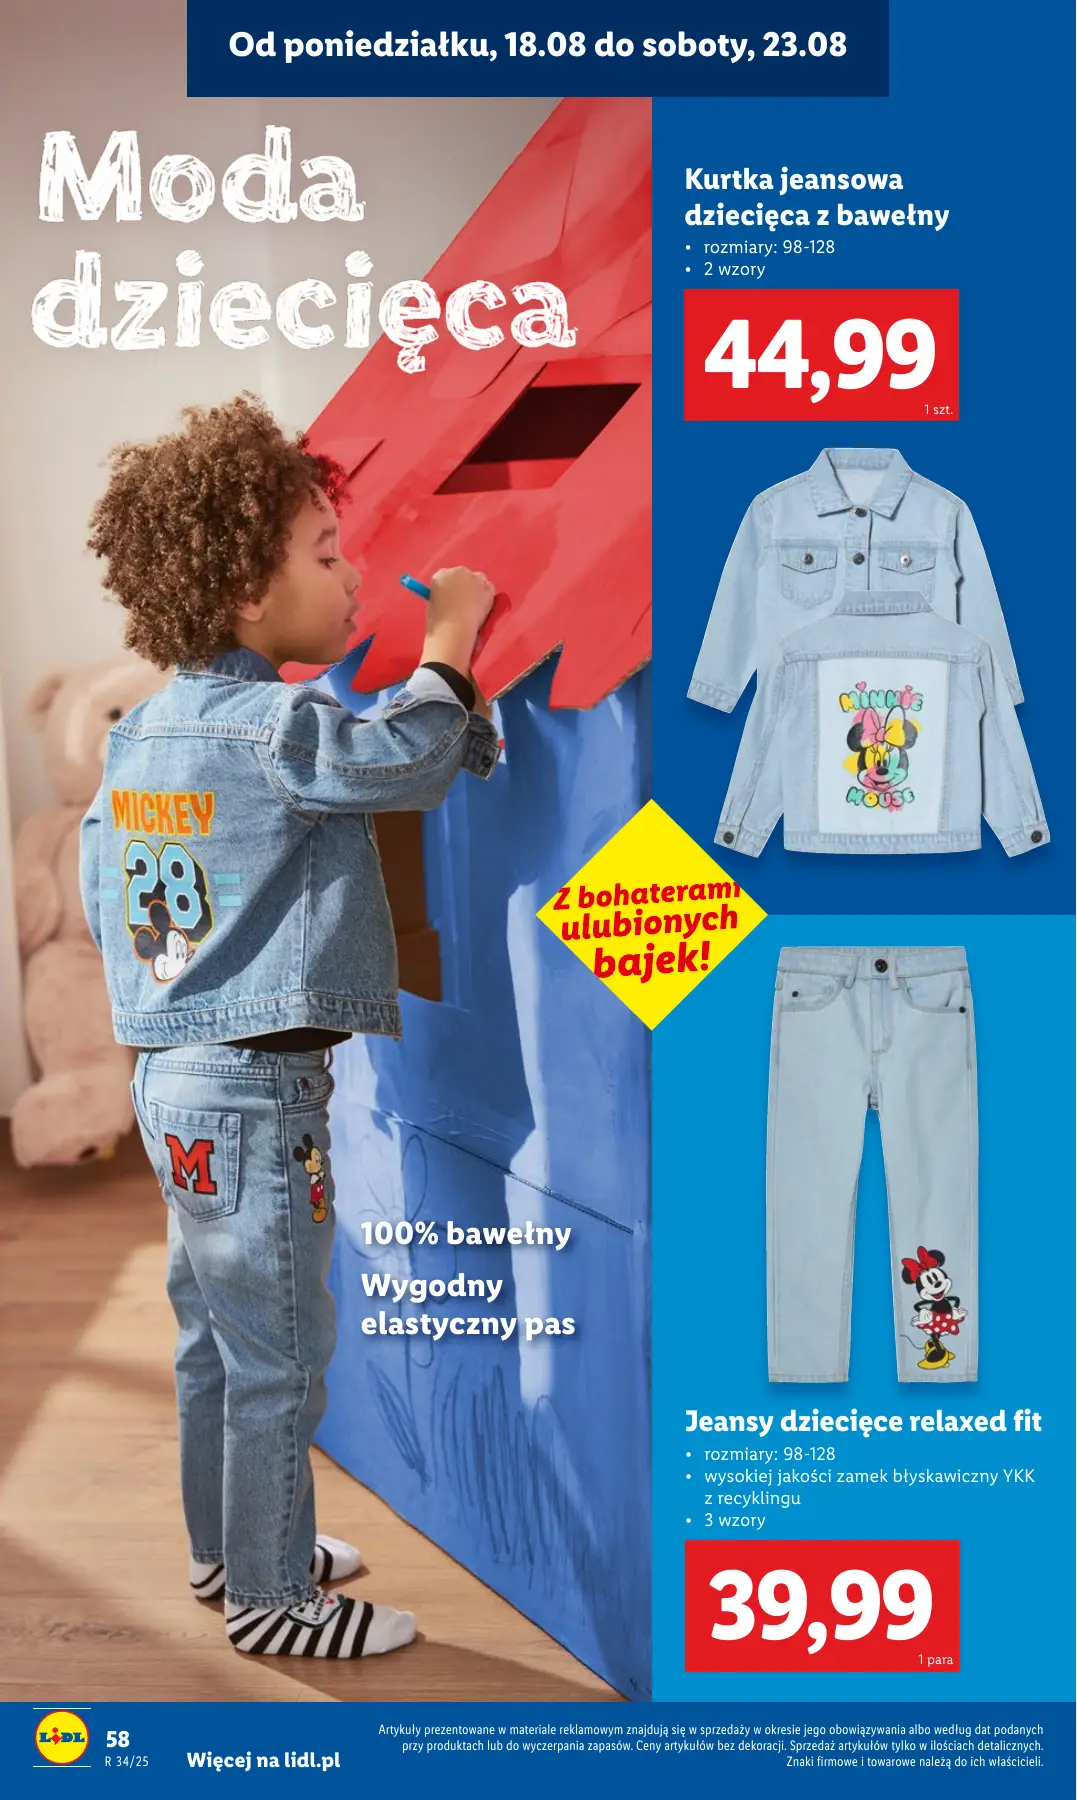 Od poniedziałku, 18.08 do soboty, 23.08
Moda
dziecięca
Kurtka jeansowa
dziecięca z bawełny
• rozmiary: 98-128
• 2 wzory
44,99
1 szt.
MINNIE
MOUSE
MICKEY
28
Z bohaterami
ulubionych
bajek!
M
100% bawełny
Wygodny
elastyczny pas
Jeansy dziecięce relaxed fit
• rozmiary: 98-128
• wysokiej jakości zamek błyskawiczny YKK
z recyklingu
• 3 wzory
39,99
1 para
LIDL
58
R 34/25
Więcej na lidl.pl
Artykuły prezentowane w materiale reklamowym znajdują się w sprzedaży w okresie jego obowiązywania albo według dat podanych
przy produktach lub do wyczerpania zapasów. Ceny artykułów bez dekoracji. Sprzedaż artykułów tylko w ilościach detalicznych.
Znaki firmowe i towarowe należą do ich właścicieli.